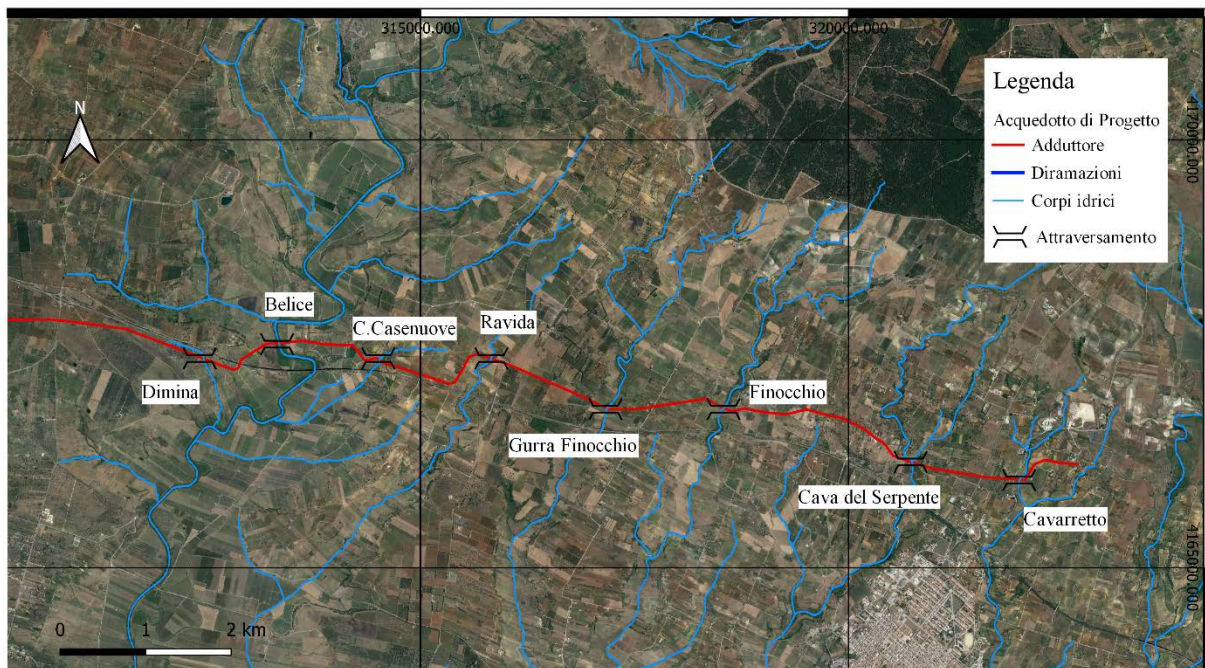 315000.000
320000.000
N
Legenda
Acquedotto di Progetto
Adduttore
Diramazioni
Corpi idrici
Attraversamento
4170000.000
Belice
C.Casenuove
Ravida
Dimina
Finocchio
Gurra Finocchio
Cava del Serpente
Cavarretto
4165000.000
0 1 2 km